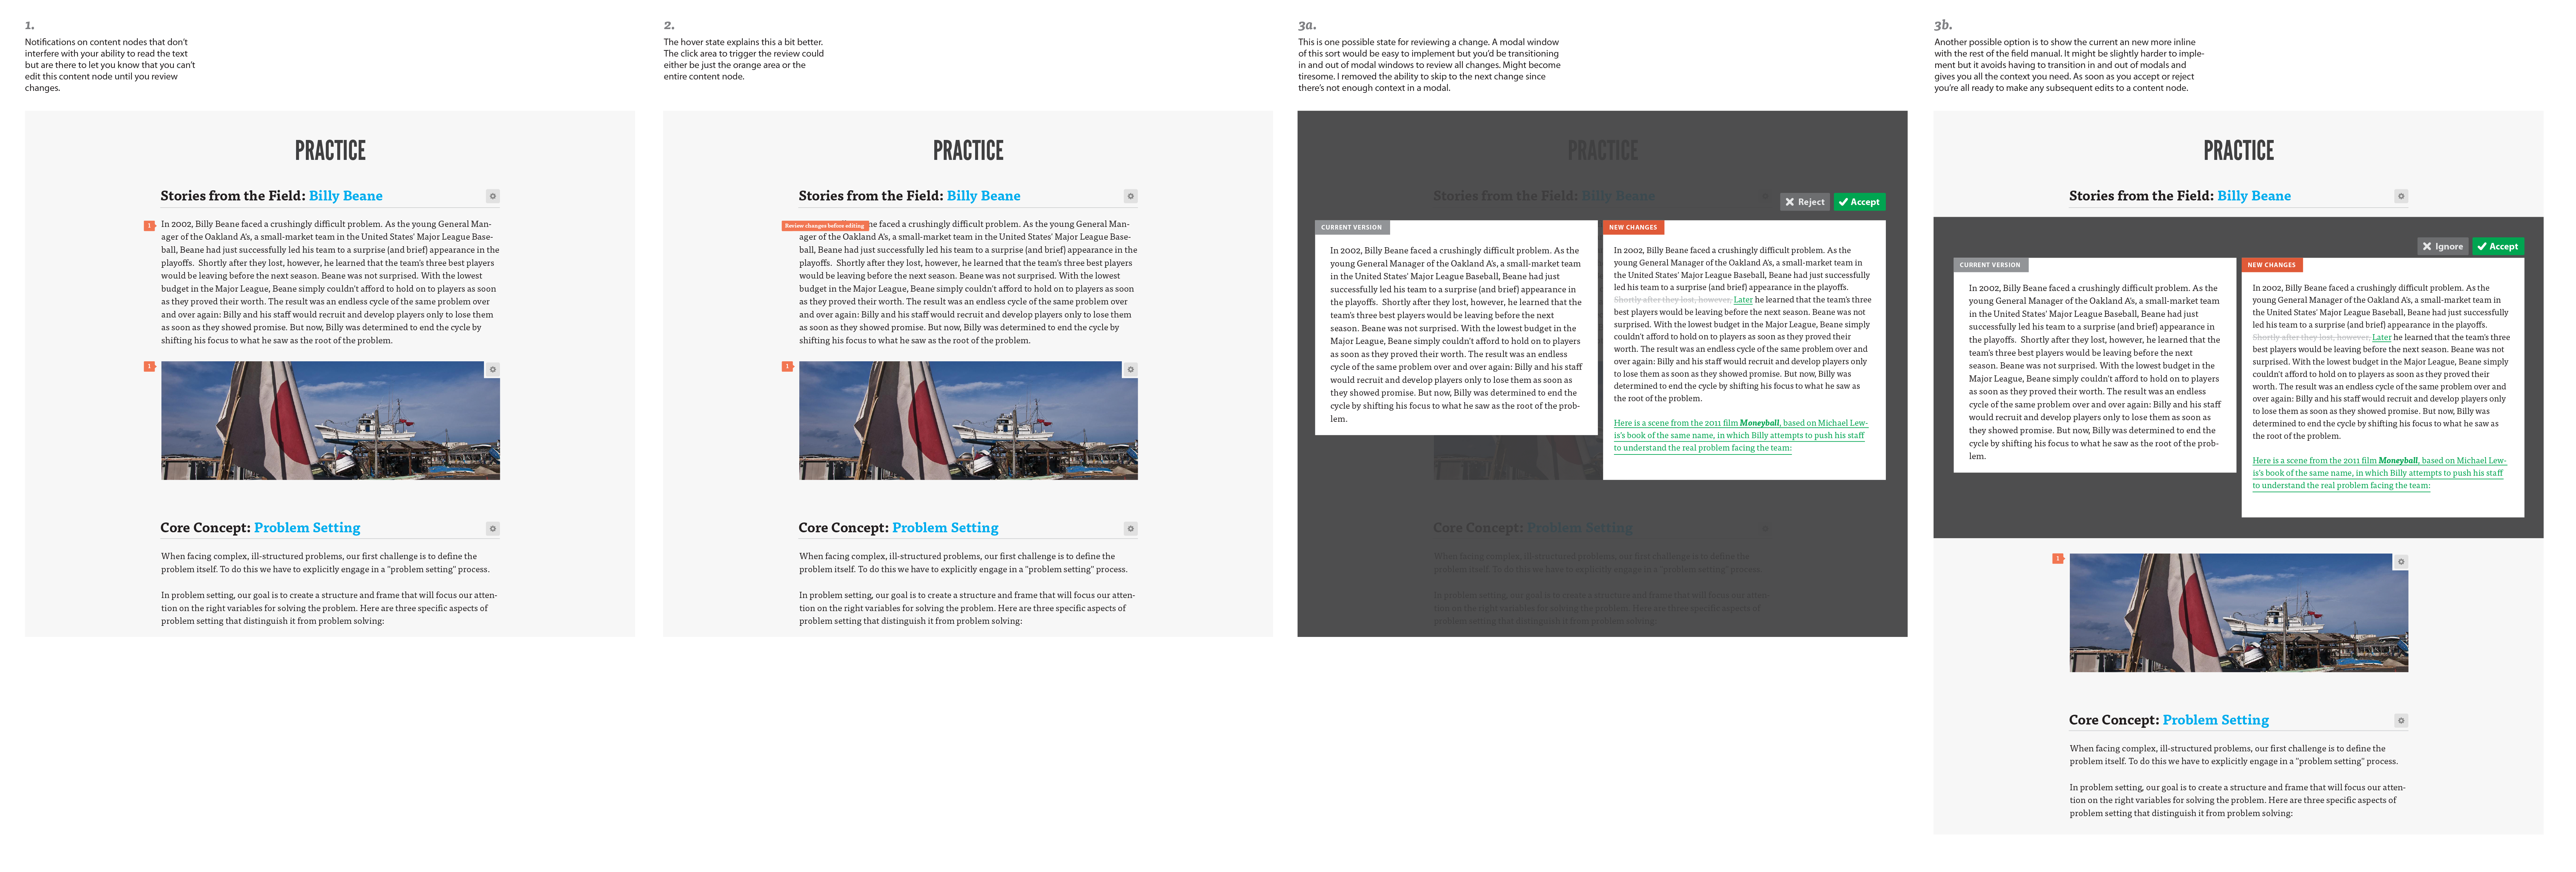 1.
Notifications on content nodes that don't
interfere with your ability to read the text
but are there to let you know that you can't
edit this content node until you review
changes.
PRACTICE
Stories from the Field: Billy Beane
1
In 2002, Billy Beane faced a crushingly difficult problem. As the young General Man-
ager of the Oakland A's, a small-market team in the United States' Major League Base-
ball, Beane had just successfully led his team to a surprise (and brief) appearance in the
playoffs.  Shortly after they lost, however, he learned that the team's three best players
would be leaving before the next season. Beane was not surprised. With the lowest
budget in the Major League, Beane simply couldn't afford to hold on to players as soon
as they proved their worth. The result was an endless cycle of the same problem over
and over again: Billy and his staff would recruit and develop players only to lose them
as soon as they showed promise. But now, Billy was determined to end the cycle by
shifting his focus to what he saw as the root of the problem.
1
Core Concept: Problem Setting
When facing complex, ill-structured problems, our first challenge is to define the
problem itself. To do this we have to explicitly engage in a "problem setting" process.
In problem setting, our goal is to create a structure and frame that will focus our atten-
tion on the right variables for solving the problem. Here are three specific aspects of
problem setting that distinguish it from problem solving:
2.
The hover state explains this a bit better.
The click area to trigger the review could
either be just the orange area or the
entire content node.
PRACTICE
Stories from the Field: Billy Beane
Review changes before editing
ne faced a crushingly difficult problem. As the young General Man-
ager of the Oakland A's, a small-market team in the United States' Major League Base-
ball, Beane had just successfully led his team to a surprise (and brief) appearance in the
playoffs.  Shortly after they lost, however, he learned that the team's three best players
would be leaving before the next season. Beane was not surprised. With the lowest
budget in the Major League, Beane simply couldn't afford to hold on to players as soon
as they proved their worth. The result was an endless cycle of the same problem over
and over again: Billy and his staff would recruit and develop players only to lose them
as soon as they showed promise. But now, Billy was determined to end the cycle by
shifting his focus to what he saw as the root of the problem.
1
Core Concept: Problem Setting
When facing complex, ill-structured problems, our first challenge is to define the
problem itself. To do this we have to explicitly engage in a "problem setting" process.
In problem setting, our goal is to create a structure and frame that will focus our atten-
tion on the right variables for solving the problem. Here are three specific aspects of
problem setting that distinguish it from problem solving:
3a.
This is one possible state for reviewing a change. A modal window
of this sort would be easy to implement but you'd be transitioning
in and out of modal windows to review all changes. Might become
tiresome. I removed the ability to skip to the next change since
there's not enough context in a modal.
PRACTICE
Stories from the Field: Billy Beane
Reject
Accept
CURRENT VERSION
In 2002, Billy Beane faced a crushingly difficult problem. As the
young General Manager of the Oakland A's, a small-market team
in the United States' Major League Baseball, Beane had just
successfully led his team to a surprise (and brief) appearance in
the playoffs.  Shortly after they lost, however, he learned that the
team's three best players would be leaving before the next
season. Beane was not surprised. With the lowest budget in the
Major League, Beane simply couldn't afford to hold on to players
as soon as they proved their worth. The result was an endless
cycle of the same problem over and over again: Billy and his staff
would recruit and develop players only to lose them as soon as
they showed promise. But now, Billy was determined to end the
cycle by shifting his focus to what he saw as the root of the prob-
lem.
NEW CHANGES
In 2002, Billy Beane faced a crushingly difficult problem. As the
young General Manager of the Oakland A's, a small-market team in
the United States' Major League Baseball, Beane had just successfully
led his team to a surprise (and brief) appearance in the playoffs.
Shortly after they lost, however, Later he learned that the team's three
best players would be leaving before the next season. Beane was not
surprised. With the lowest budget in the Major League, Beane simply
couldn't afford to hold on to players as soon as they proved their
worth. The result was an endless cycle of the same problem over and
over again: Billy and his staff would recruit and develop players only
to lose them as soon as they showed promise. But now, Billy was
determined to end the cycle by shifting his focus to what he saw as
the root of the problem.
Here is a scene from the 2011 film Moneyball, based on Michael Lew-
is's book of the same name, in which Billy attempts to push his staff
to understand the real problem facing the team:
Core Concept: Problem Setting
When facing complex, ill-structured problems, our first challenge is to define the
problem itself. To do this we have to explicitly engage in a "problem setting" process.
In problem setting, our goal is to create a structure and frame that will focus our atten-
tion on the right variables for solving the problem. Here are three specific aspects of
problem setting that distinguish it from problem solving:
3b.
Another possible option is to show the current an new more inline
with the rest of the field manual. It might be slightly harder to imple-
ment but it avoids having to transition in and out of modals and
gives you all the context you need. As soon as you accept or reject
you're all ready to make any subsequent edits to a content node.
PRACTICE
Stories from the Field: Billy Beane
Ignore
Accept
CURRENT VERSION
In 2002, Billy Beane faced a crushingly difficult problem. As the
young General Manager of the Oakland A's, a small-market team
in the United States' Major League Baseball, Beane had just
successfully led his team to a surprise (and brief) appearance in
the playoffs.  Shortly after they lost, however, he learned that the
team's three best players would be leaving before the next
season. Beane was not surprised. With the lowest budget in the
Major League, Beane simply couldn't afford to hold on to players
as soon as they proved their worth. The result was an endless
cycle of the same problem over and over again: Billy and his staff
would recruit and develop players only to lose them as soon as
they showed promise. But now, Billy was determined to end the
cycle by shifting his focus to what he saw as the root of the prob-
lem.
NEW CHANGES
In 2002, Billy Beane faced a crushingly difficult problem. As the
young General Manager of the Oakland A's, a small-market team in
the United States' Major League Baseball, Beane had just successfully
led his team to a surprise (and brief) appearance in the playoffs.
Shortly after they lost, however, Later he learned that the team's three
best players would be leaving before the next season. Beane was not
surprised. With the lowest budget in the Major League, Beane simply
couldn't afford to hold on to players as soon as they proved their
worth. The result was an endless cycle of the same problem over and
over again: Billy and his staff would recruit and develop players only
to lose them as soon as they showed promise. But now, Billy was
determined to end the cycle by shifting his focus to what he saw as
the root of the problem.
Here is a scene from the 2011 film Moneyball, based on Michael Lew-
is's book of the same name, in which Billy attempts to push his staff
to understand the real problem facing the team:
1
Core Concept: Problem Setting
When facing complex, ill-structured problems, our first challenge is to define the
problem itself. To do this we have to explicitly engage in a "problem setting" process.
In problem setting, our goal is to create a structure and frame that will focus our atten-
tion on the right variables for solving the problem. Here are three specific aspects of
problem setting that distinguish it from problem solving: